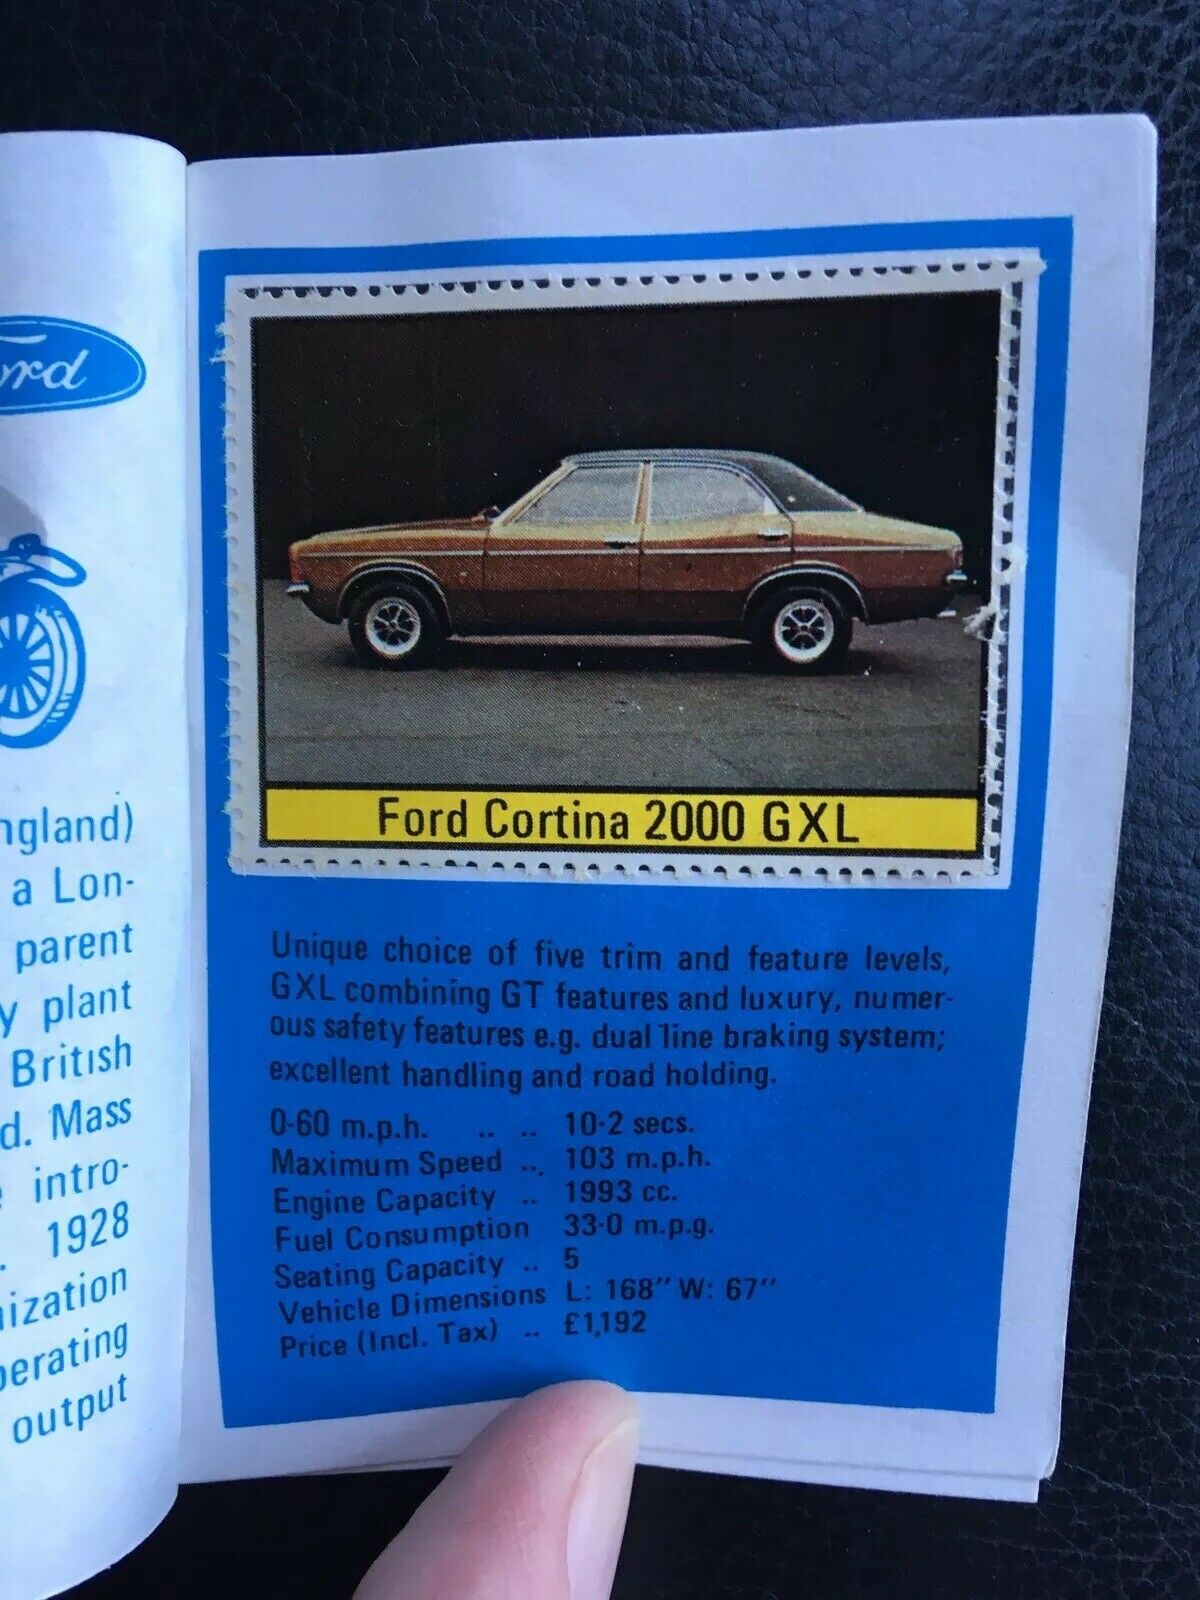 ord
ngland)
a Lon-
parent
y plant
British
d. Mass
intro-
1928
nization
perating
output
Ford Cortina 2000 GXL
Unique choice of five trim and feature levels,
GXL combining GT features and luxury, numer-
ous safety features e.g. dual line braking system;
excellent handling and road holding.
0-60 m.p.h. .. .. 10·2 secs.
Maximum Speed .. 103 m.p.h.
Engine Capacity .. 1993 cc.
Fuel Consumption 33·0 m.p.g.
Seating Capacity .. 5
Vehicle Dimensions L: 168" W: 67"
Price (Incl. Tax) .. £1,192